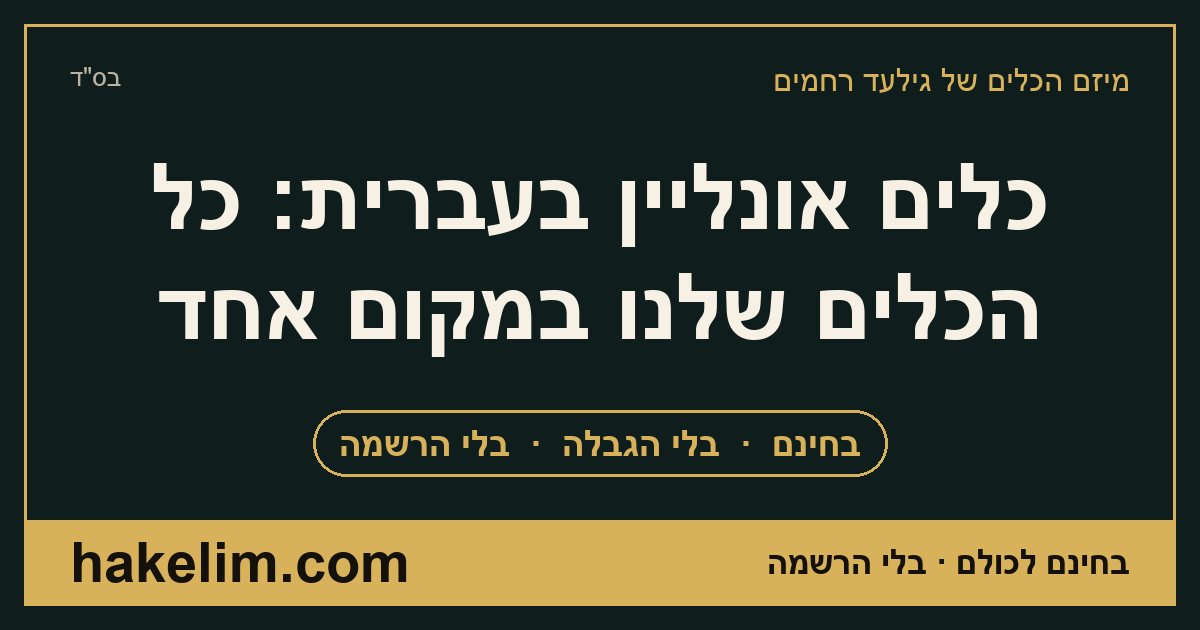 מיזם הכלים של גילעד רחמים
בס"ד
כלים אונליין בעברית: כל
הכלים שלנו במקום אחד
בחינם · בלי הגבלה · בלי הרשמה
בחינם לכולם · בלי הרשמה
hakelim.com